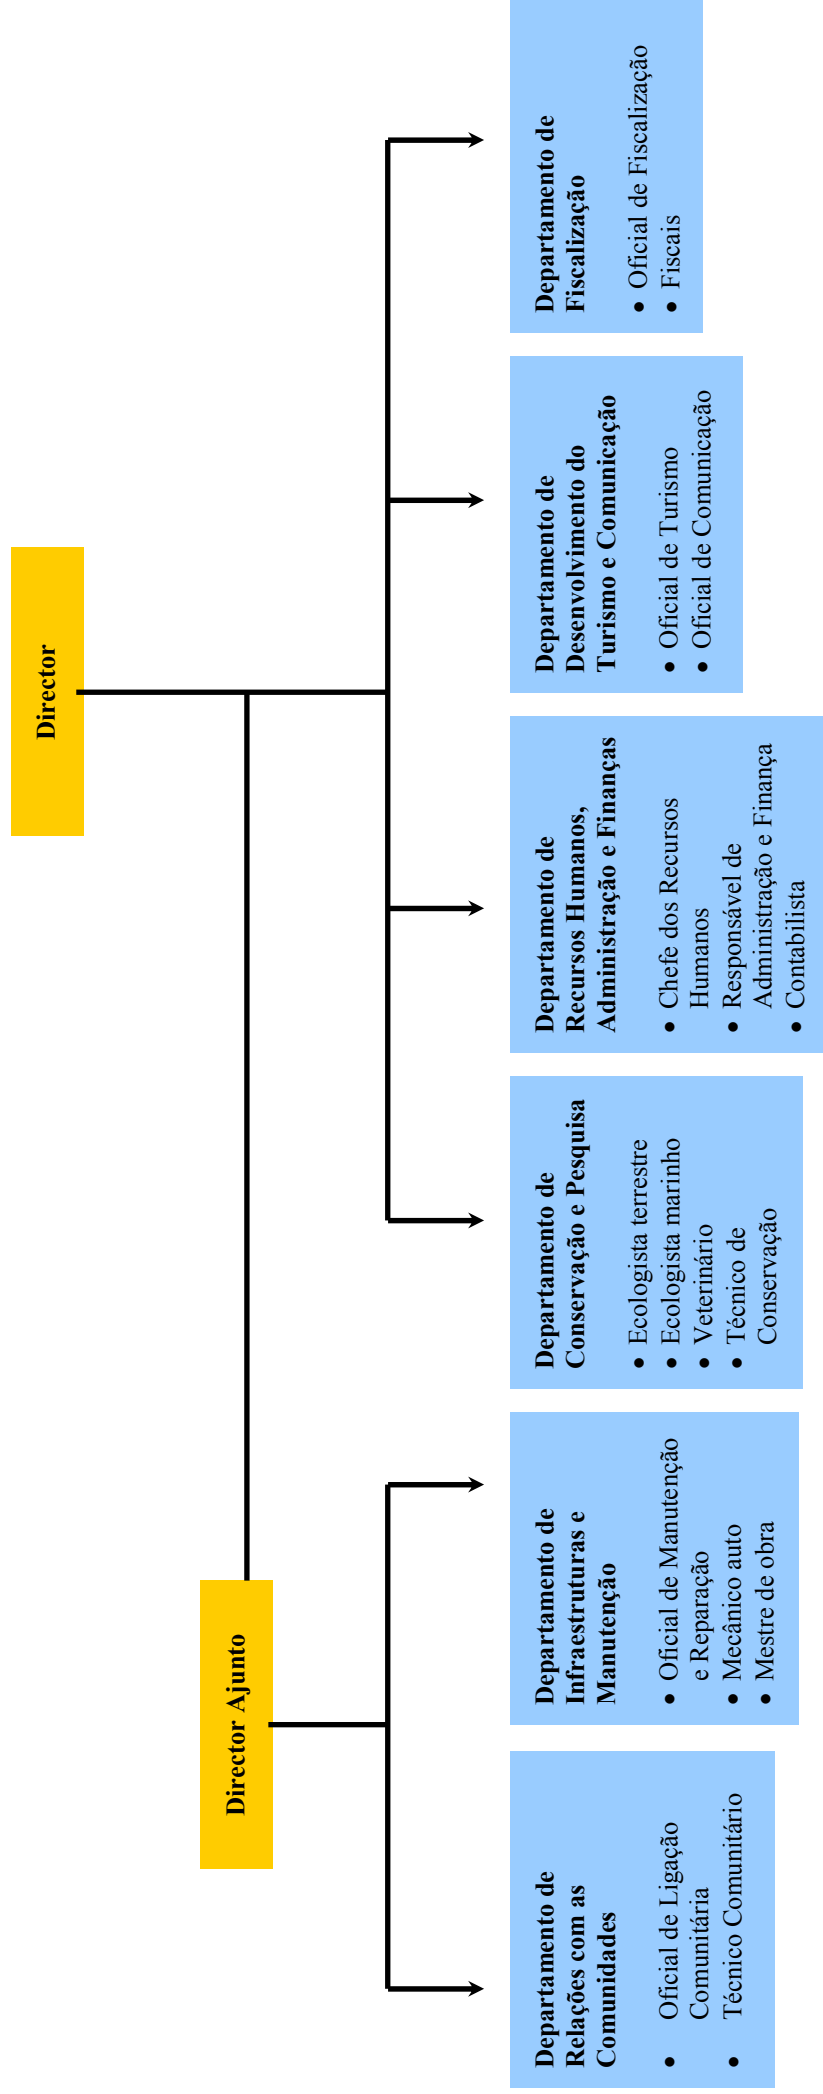 Director
Director Ajunto
Departamento de
Relações com as
Comunidades
● Oficial de Ligação
Comunitária
● Técnico Comunitário
Departamento de
Infraestruturas e
Manutenção
● Oficial de Manutenção
e Reparação
● Mecânico auto
● Mestre de obra
Departamento de
Conservação e Pesquisa
● Ecologista terrestre
● Ecologista marinho
● Veterinário
● Técnico de
Conservação
Departamento de
Recursos Humanos,
Administração e Finanças
● Chefe dos Recursos
Humanos
● Responsável de
Administração e Finança
● Contabilista
Departamento de
Desenvolvimento do
Turismo e Comunicação
● Oficial de Turismo
● Oficial de Comunicação
Departamento de
Fiscalização
● Oficial de Fiscalização
● Fiscais